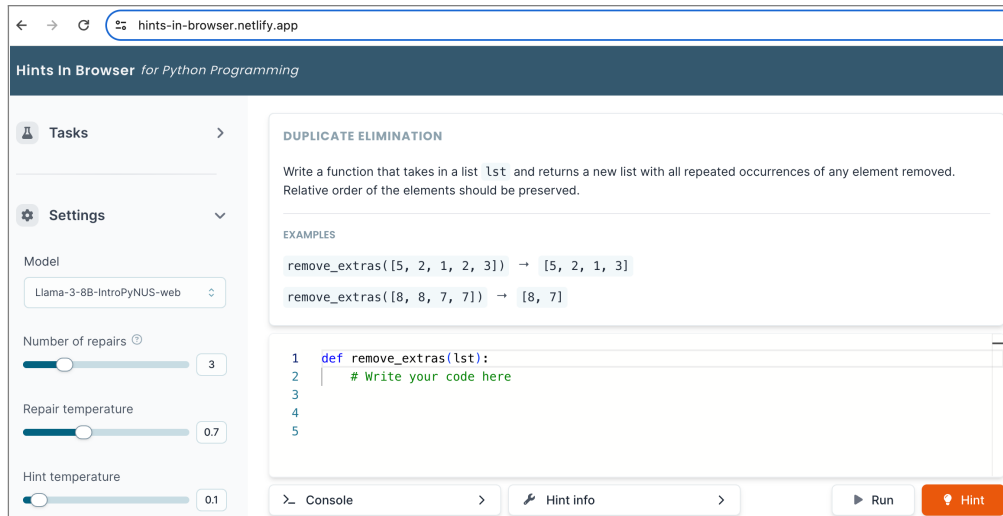 hints-in-browser.netlify.app
Hints In Browser for Python Programming
Tasks
Settings
Model
Llama-3-8B-IntroPyNUS-web
Number of repairs
3
Repair temperature
0.7
Hint temperature
0.1
DUPLICATE ELIMINATION
Write a function that takes in a list lst and returns a new list with all repeated occurrences of any element removed.
Relative order of the elements should be preserved.
EXAMPLES
remove_extras([5, 2, 1, 2, 3]) → [5, 2, 1, 3]
remove_extras([8, 8, 7, 7]) → [8, 7]
1 def remove_extras(lst):
2 # Write your code here
3
4
5
Console
Hint info
Run
Hint